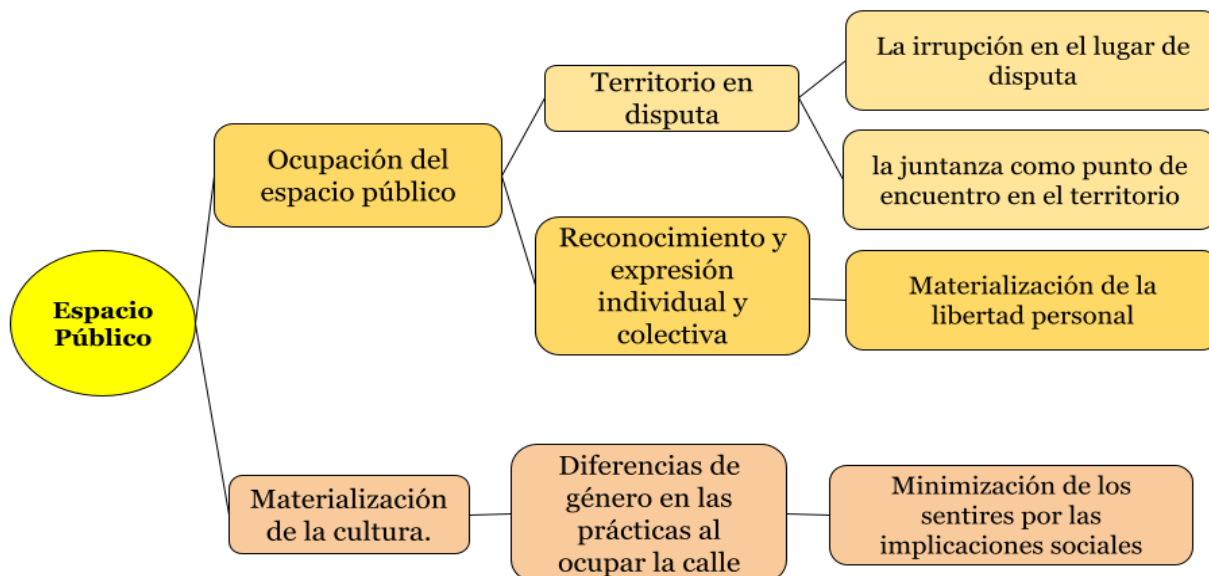 Espacio
Público
Ocupación del
espacio público
Territorio en
disputa
La irrupción en el lugar de
disputa
la juntanza como punto de
encuentro en el territorio
Reconocimiento y
expresión
individual y
colectiva
Materialización de la
libertad personal
Materialización
de la cultura.
Diferencias de
género en las
prácticas al
ocupar la calle
Minimización de los
sentires por las
implicaciones sociales